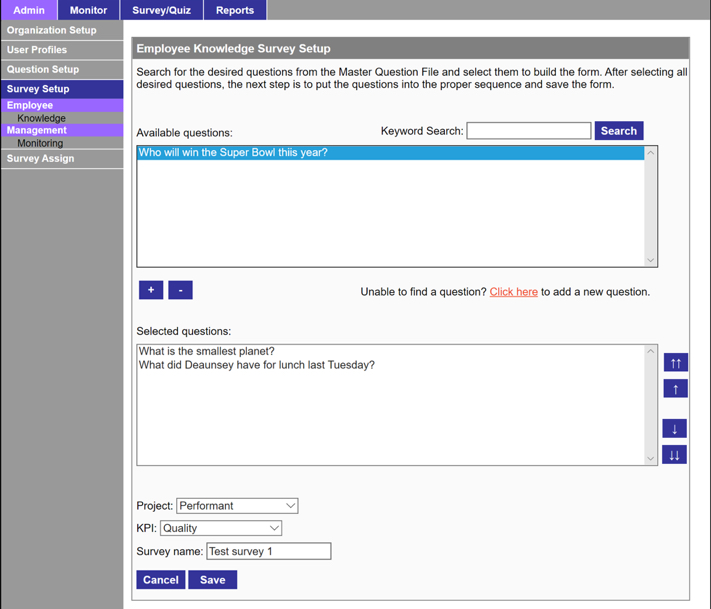 Admin Monitor Survey/Quiz Reports
Organization Setup
User Profiles
Question Setup
Survey Setup
Employee
Knowledge
Management
Monitoring
Survey Assign
Employee Knowledge Survey Setup
Search for the desired questions from the Master Question File and select them to build the form. After selecting all
desired questions, the next step is to put the questions into the proper sequence and save the form.
Available questions: Keyword Search: Search
Who will win the Super Bowl thiis year?
+ - Unable to find a question? Click here to add a new question.
Selected questions:
What is the smallest planet?
What did Deaunsey have for lunch last Tuesday?
↑↑
↑
↓
↓↓
Project: Performant
KPI: Quality
Survey name: Test survey 1
Cancel Save